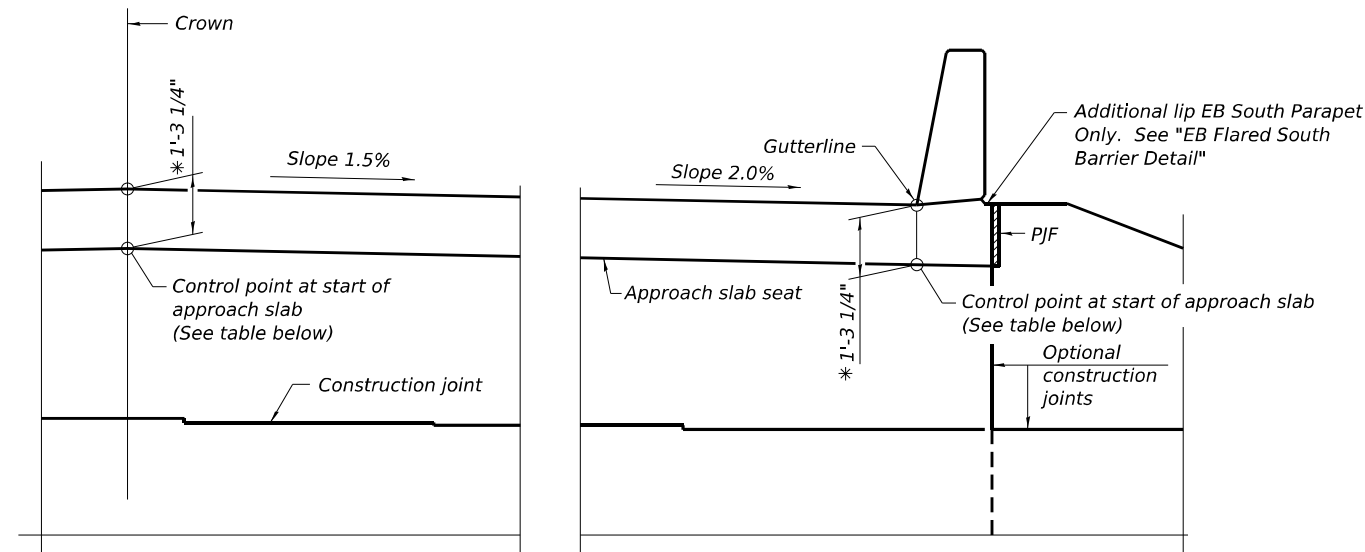 Crown
✳1'-3 1/4"
Slope 1.5%
Control point at start of
approach slab
(See table below)
Construction joint
Slope 2.0%
Gutterline
Additional lip EB South Parapet
Only.  See "EB Flared South
Barrier Detail"
PJF
Approach slab seat
✳1'-3 1/4"
Control point at start of approach slab
(See table below)
Optional
construction
joints